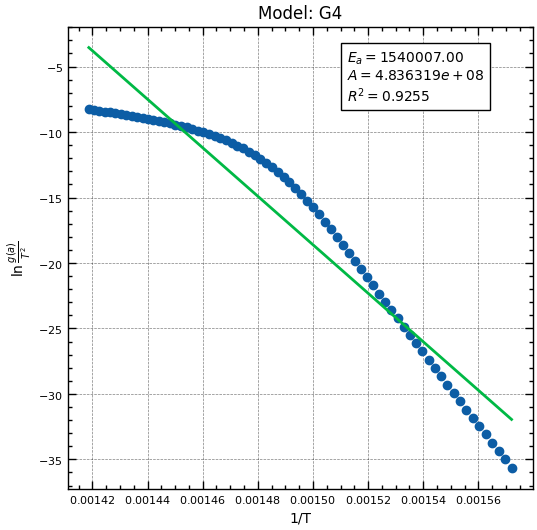 Model: G4
E_a = 1540007.00
A = 4.836319e + 08
R^2 = 0.9255
ln g(a)/T^2
−5
−10
−15
−20
−25
−30
−35
0.00142 0.00144 0.00146 0.00148 0.00150 0.00152 0.00154 0.00156
1/T